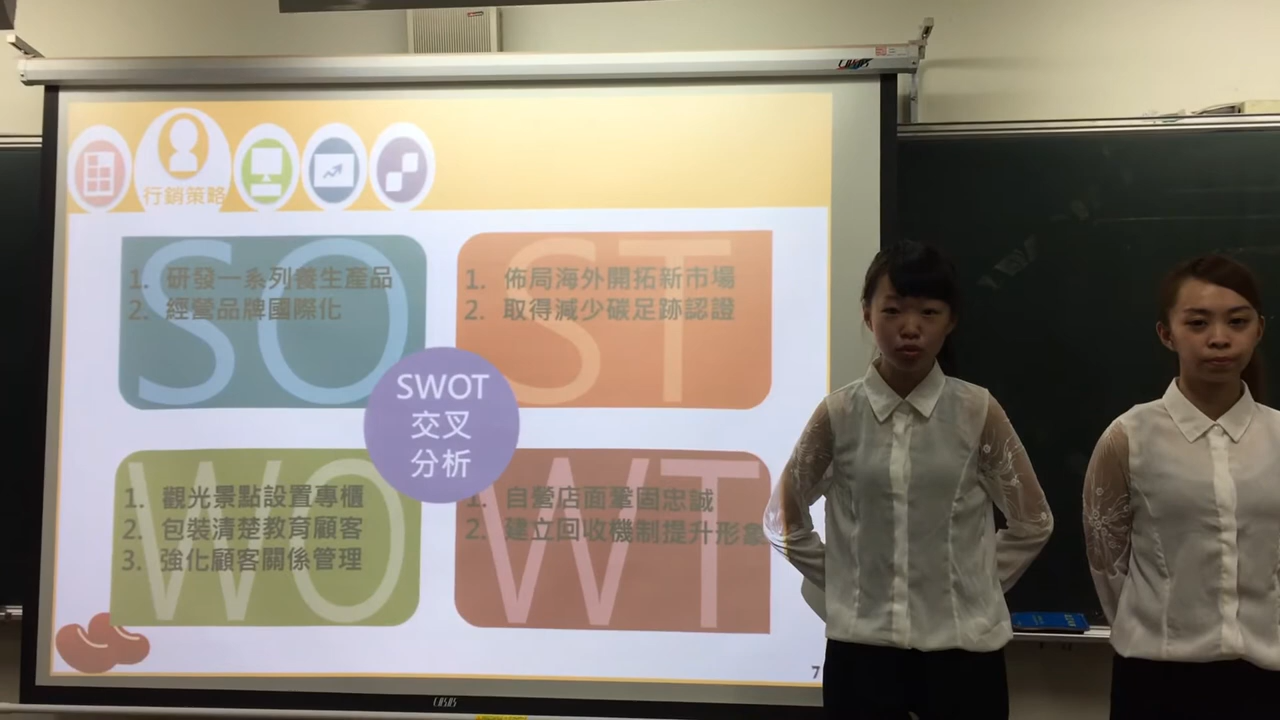 行銷策略
SO
1. 研發一系列養生產品
2. 經營品牌國際化
ST
1. 佈局海外開拓新市場
2. 取得減少碳足跡認證
SWOT
交叉
分析
WO
1. 觀光景點設置專櫃
2. 包裝清楚教育顧客
3. 強化顧客關係管理
WT
1. 自營店面鞏固忠誠
2. 建立回收機制提升形象
7